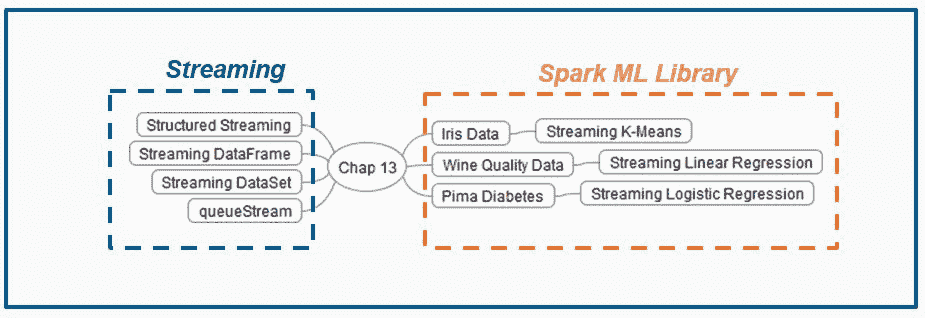 Streaming
Spark ML Library
Structured Streaming
Streaming DataFrame
Streaming DataSet
queueStream
Chap 13
Iris Data
Streaming K-Means
Wine Quality Data
Streaming Linear Regression
Pima Diabetes
Streaming Logistic Regression